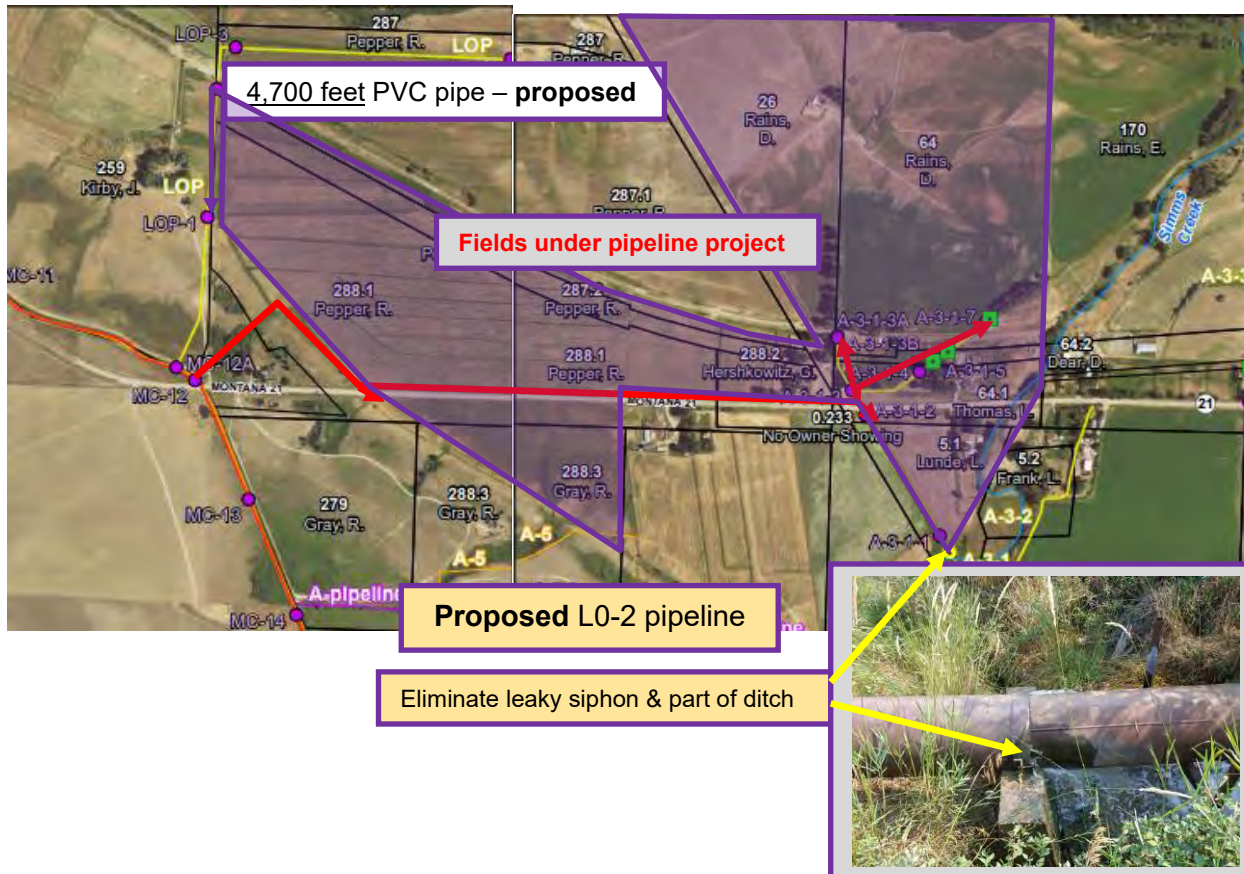 287
Pepper, R.
LOP-3
LOP
287
Pepper, R.
4,700 feet PVC pipe – proposed
26
Rains,
D.
64
Rains,
D.
170
Rains, E.
259
Kirby, J.
LOP
LOP-1
287.1
Pepper, R.
Simms
Creek
Fields under pipeline project
MC-11
288.1
Pepper, R.
287.2
Pepper, R.
A-3-1-3A
A-3-1-7
A-3-3
A-3-1-3B
64.2
Dear, D.
288.1
Pepper, R.
288.2
Hershkowitz, G.
A-3-1-4
A-3-1-5
MC-12A
MC-12
MONTANA 21
MONTANA 21
A-3-1-3
A-3-1-2
64.1
Thomas, L.
21
0.233
No Owner Showing
5.1
Lunde, L.
5.2
Frank, L.
288.3
Gray, R.
MC-13
279
Gray, R.
288.3
Gray, R.
A-3-2
A-5
A-5
A-3-1-1
A-3-1
A-pipeline
MC-14
Proposed L0-2 pipeline
Eliminate leaky siphon & part of ditch